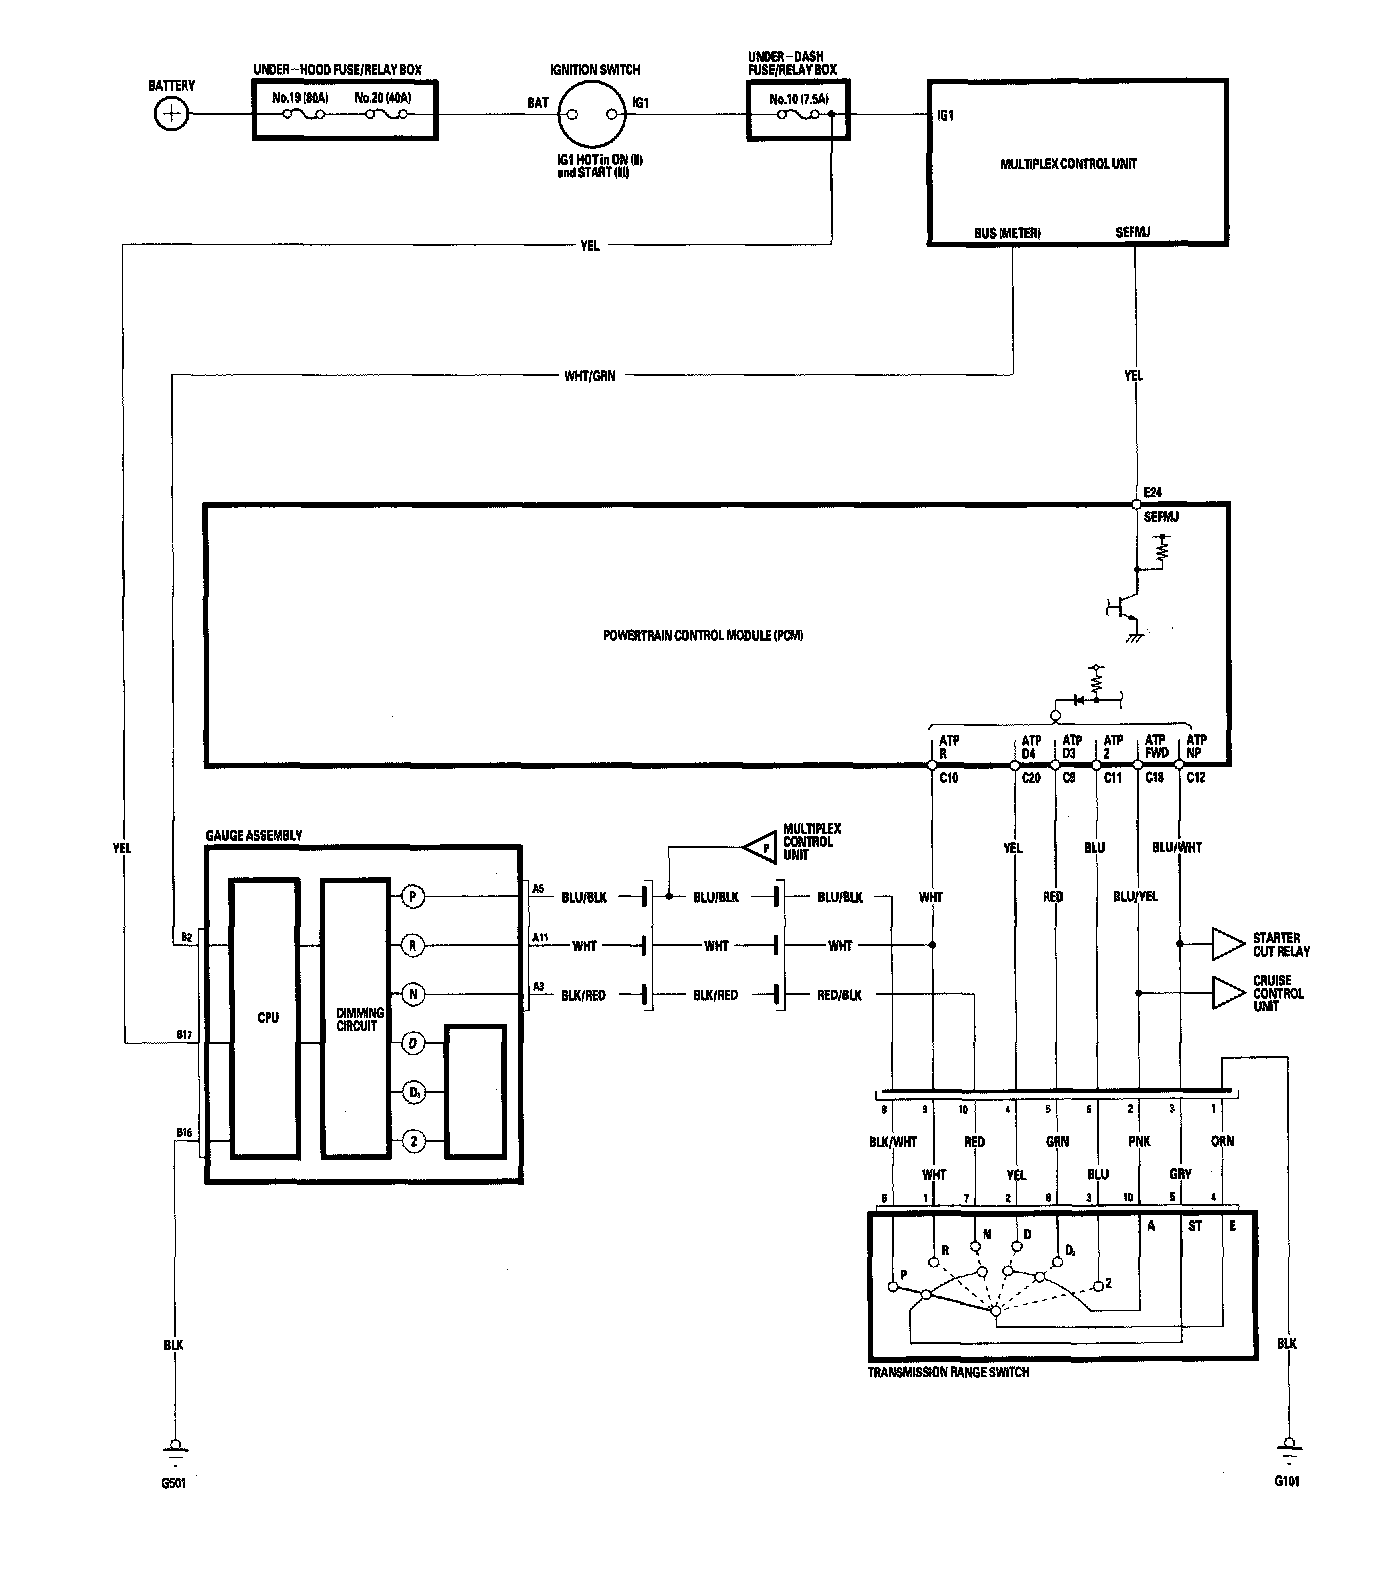 UNDER-DASH
FUSE/RELAY BOX
UNDER-HOOD FUSE/RELAY BOX
IGNITION SWITCH
BATTERY
No.19 (80A)
No.20 (40A)
BAT
IG1
No.10 (7.5A)
IG1
IG1 HOT in ON (II)
and START (III)
MULTIPLEX CONTROL UNIT
BUS (METER)
SEFMJ
YEL
WHT/GRN
YEL
E24
SEFMJ
POWERTRAIN CONTROL MODULE (PCM)
ATP
R
ATP
D4
ATP
D3
ATP
2
ATP
FWD
ATP
NP
C10
C20
C9
C11
C18
C12
GAUGE ASSEMBLY
MULTIPLEX
CONTROL
UNIT
P
YEL
YEL
BLU
BLU/WHT
P
A5
BLU/BLK
BLU/BLK
BLU/BLK
WHT
RED
BLU/YEL
B2
R
A11
WHT
WHT
WHT
STARTER
CUT RELAY
N
A3
BLK/RED
BLK/RED
RED/BLK
CRUISE
CONTROL
UNIT
CPU
DIMMING
CIRCUIT
B17
D
D3
B16
2
8
9
10
4
5
6
2
3
1
BLK/WHT
RED
GRN
PNK
ORN
WHT
YEL
BLU
GRY
6
1
7
2
8
3
10
5
4
A
ST
E
P
R
N
D
D3
2
TRANSMISSION RANGE SWITCH
BLK
BLK
G501
G101